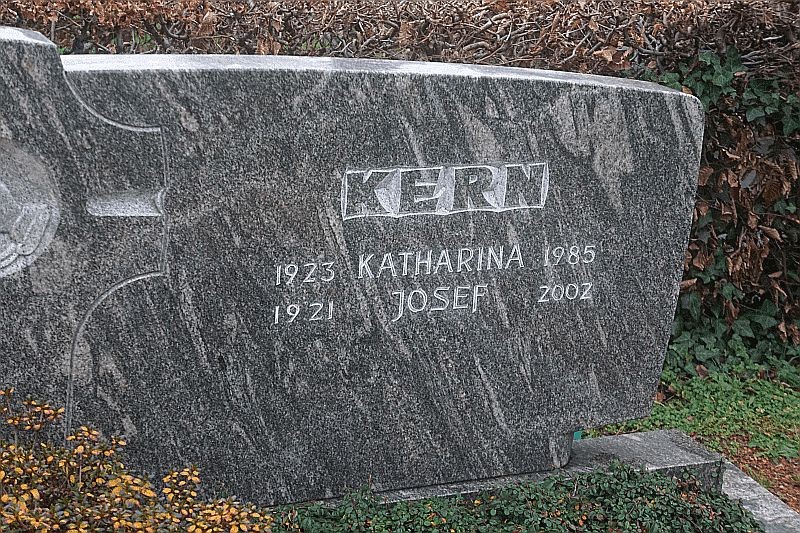 KERN
1923 KATHARINA 1985
1921 JOSEF 2002